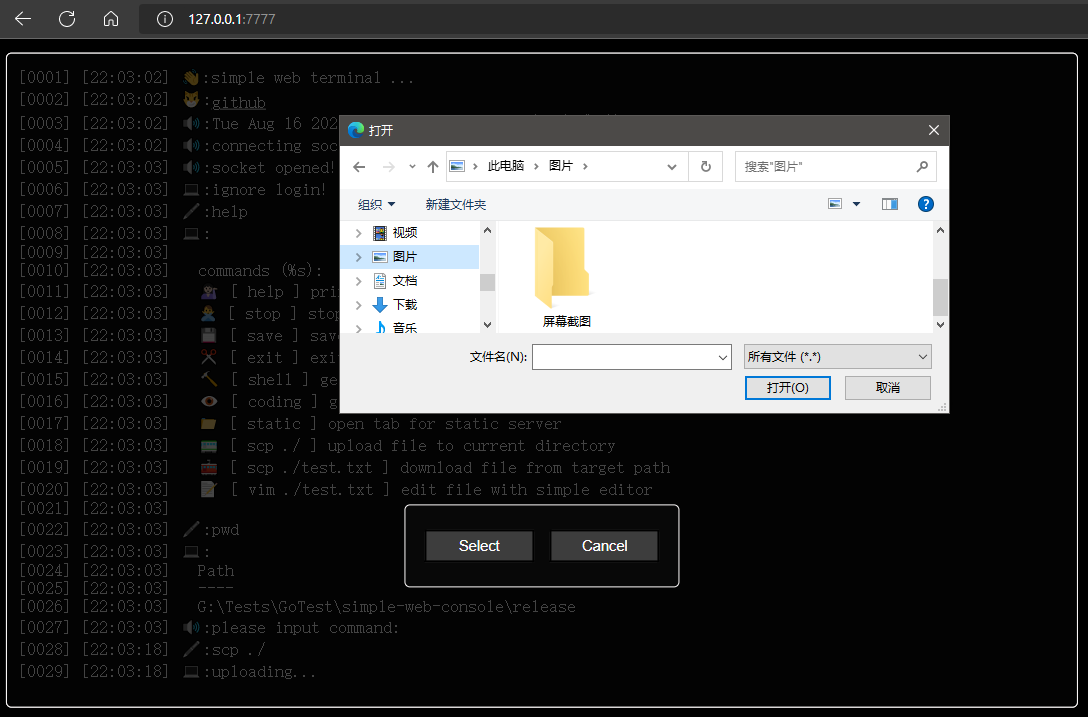 127.0.0.1:7777
[0001] [22:03:02] 👋:simple web terminal ...
[0002] [22:03:02] 🐱:github
[0003] [22:03:02] 🔊:Tue Aug 16 202
[0004] [22:03:02] 🔊:connecting soc
[0005] [22:03:03] 🔊:socket opened!
[0006] [22:03:03] 💻:ignore login!
[0007] [22:03:03] 🖊:help
[0008] [22:03:03] 💻:
[0009] [22:03:03]
[0010] [22:03:03] commands (%s):
[0011] [22:03:03] [ help ] pri
[0012] [22:03:03] [ stop ] stop
[0013] [22:03:03] 💾 [ save ] save
[0014] [22:03:03] ✂ [ exit ] exi
[0015] [22:03:03] 🔨 [ shell ] ge
[0016] [22:03:03] 👁 [ coding ] g
[0017] [22:03:03] 📁 [ static ] open tab for static server
[0018] [22:03:03] [ scp ./ ] upload file to current directory
[0019] [22:03:03] [ scp ./test.txt ] download file from target path
[0020] [22:03:03] 📝 [ vim ./test.txt ] edit file with simple editor
[0021] [22:03:03]
[0022] [22:03:03] 🖊:pwd
[0023] [22:03:03] 💻:
[0024] [22:03:03] Path
[0025] [22:03:03] ----
[0026] [22:03:03] G:\Tests\GoTest\simple-web-console\release
[0027] [22:03:03] 🔊:please input command:
[0028] [22:03:18] 🖊:scp ./
[0029] [22:03:18] 💻:uploading...
打开
此电脑 › 图片 ›
搜索"图片"
组织
新建文件夹
视频
图片
文档
下载
音乐
屏幕截图
文件名(N):
所有文件 (*.*)
打开(O)
取消
Select
Cancel